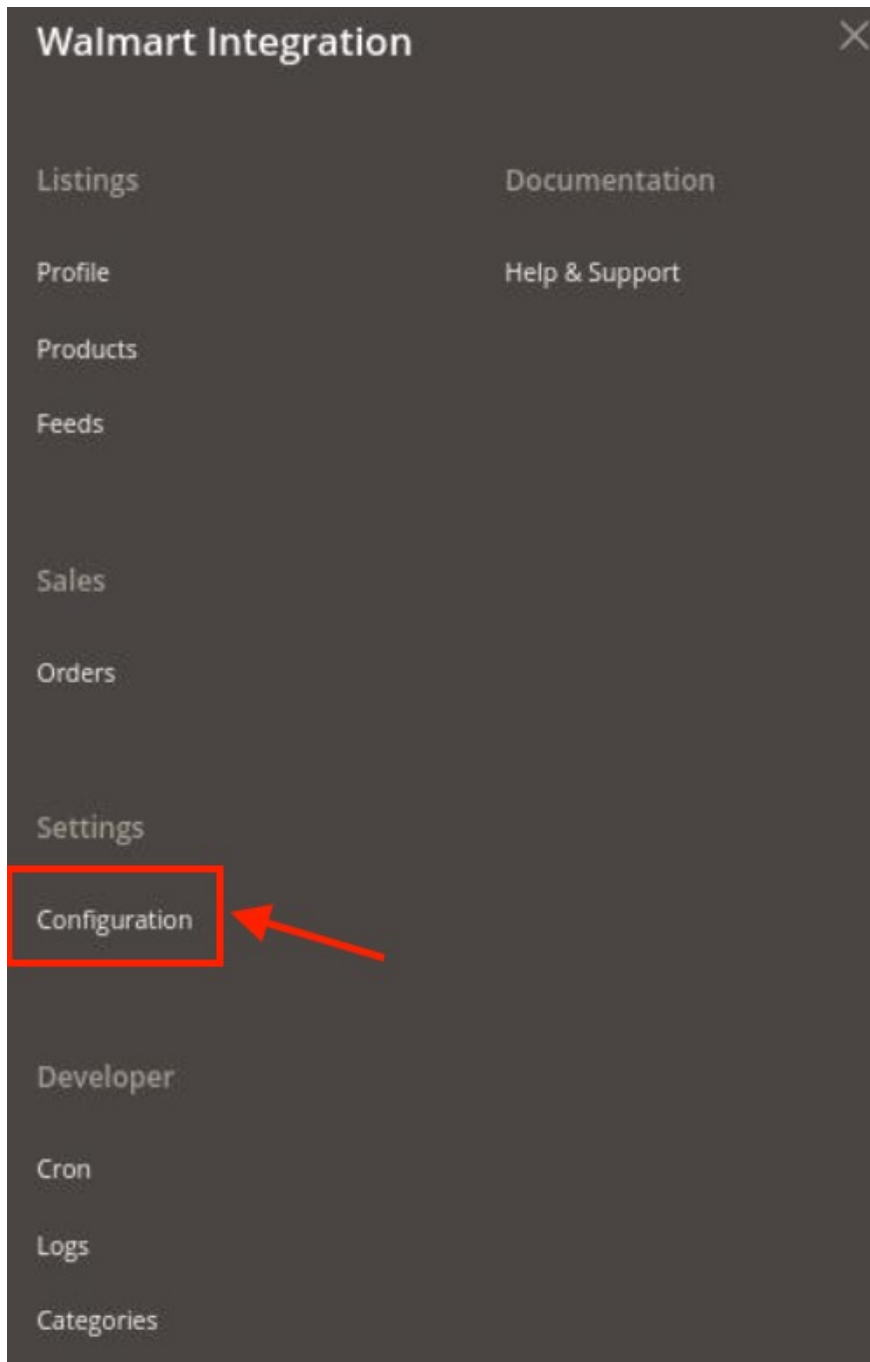 Walmart Integration
Listings
Profile
Products
Feeds
Sales
Orders
Settings
Configuration
Developer
Cron
Logs
Categories
Documentation
Help & Support